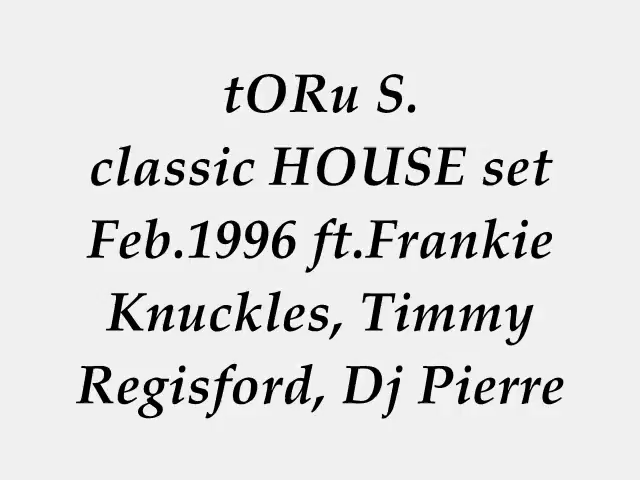 tORu S.
classic HOUSE set
Feb.1996 ft.Frankie
Knuckles, Timmy
Regisford, Dj Pierre